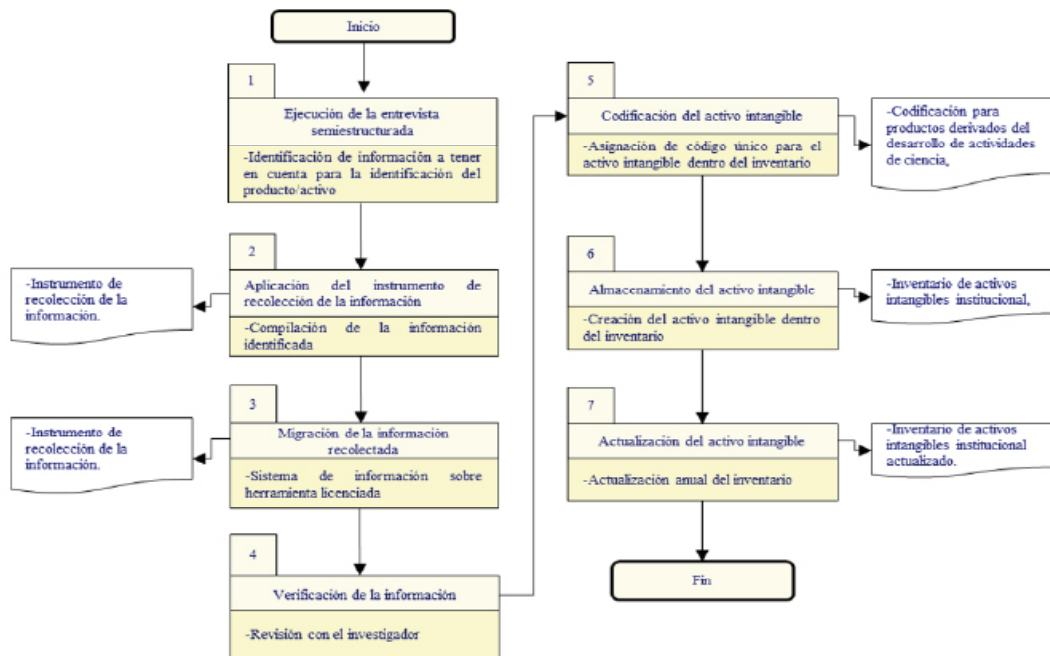 Inicio
1
Ejecución de la entrevista
semiestructurada
-Identificación de información a tener
en cuenta para la identificación del
producto/activo
2
Aplicación del instrumento de
recolección de la información
-Compilación de la información
identificada
-Instrumento de
recolección de la
información.
3
Migración de la información
recolectada
-Sistema de información sobre
herramienta licenciada
-Instrumento de
recolección de la
información.
4
Verificación de la información
-Revisión con el investigador
5
Codificación del activo intangible
-Asignación de código único para el
activo intangible dentro del inventario
-Codificación para
productos derivados del
desarrollo de actividades
de ciencia,
6
Almacenamiento del activo intangible
-Creación del activo intangible dentro
del inventario
-Inventario de activos
intangibles institucional,
7
Actualización del activo intangible
-Actualización anual del inventario
-Inventario de activos
intangibles institucional
actualizado.
Fin